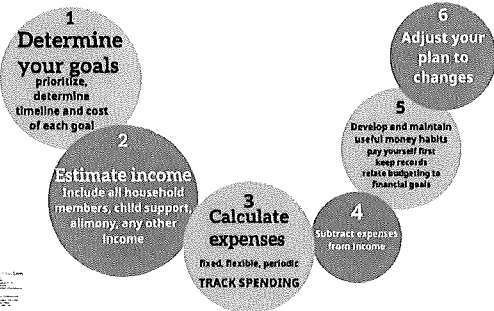 1
Determine
your goals
prioritize,
determine
timeline and cost
of each goal
2
Estimate income
Include all household
members, child support,
alimony, any other
income
3
Calculate
expenses
fixed, flexible, periodic
TRACK SPENDING
4
Subtract expenses
from income
5
Develop and maintain
useful money habits
pay yourself first
keep records
relate budgeting to
financial goals
6
Adjust your
plan to
changes